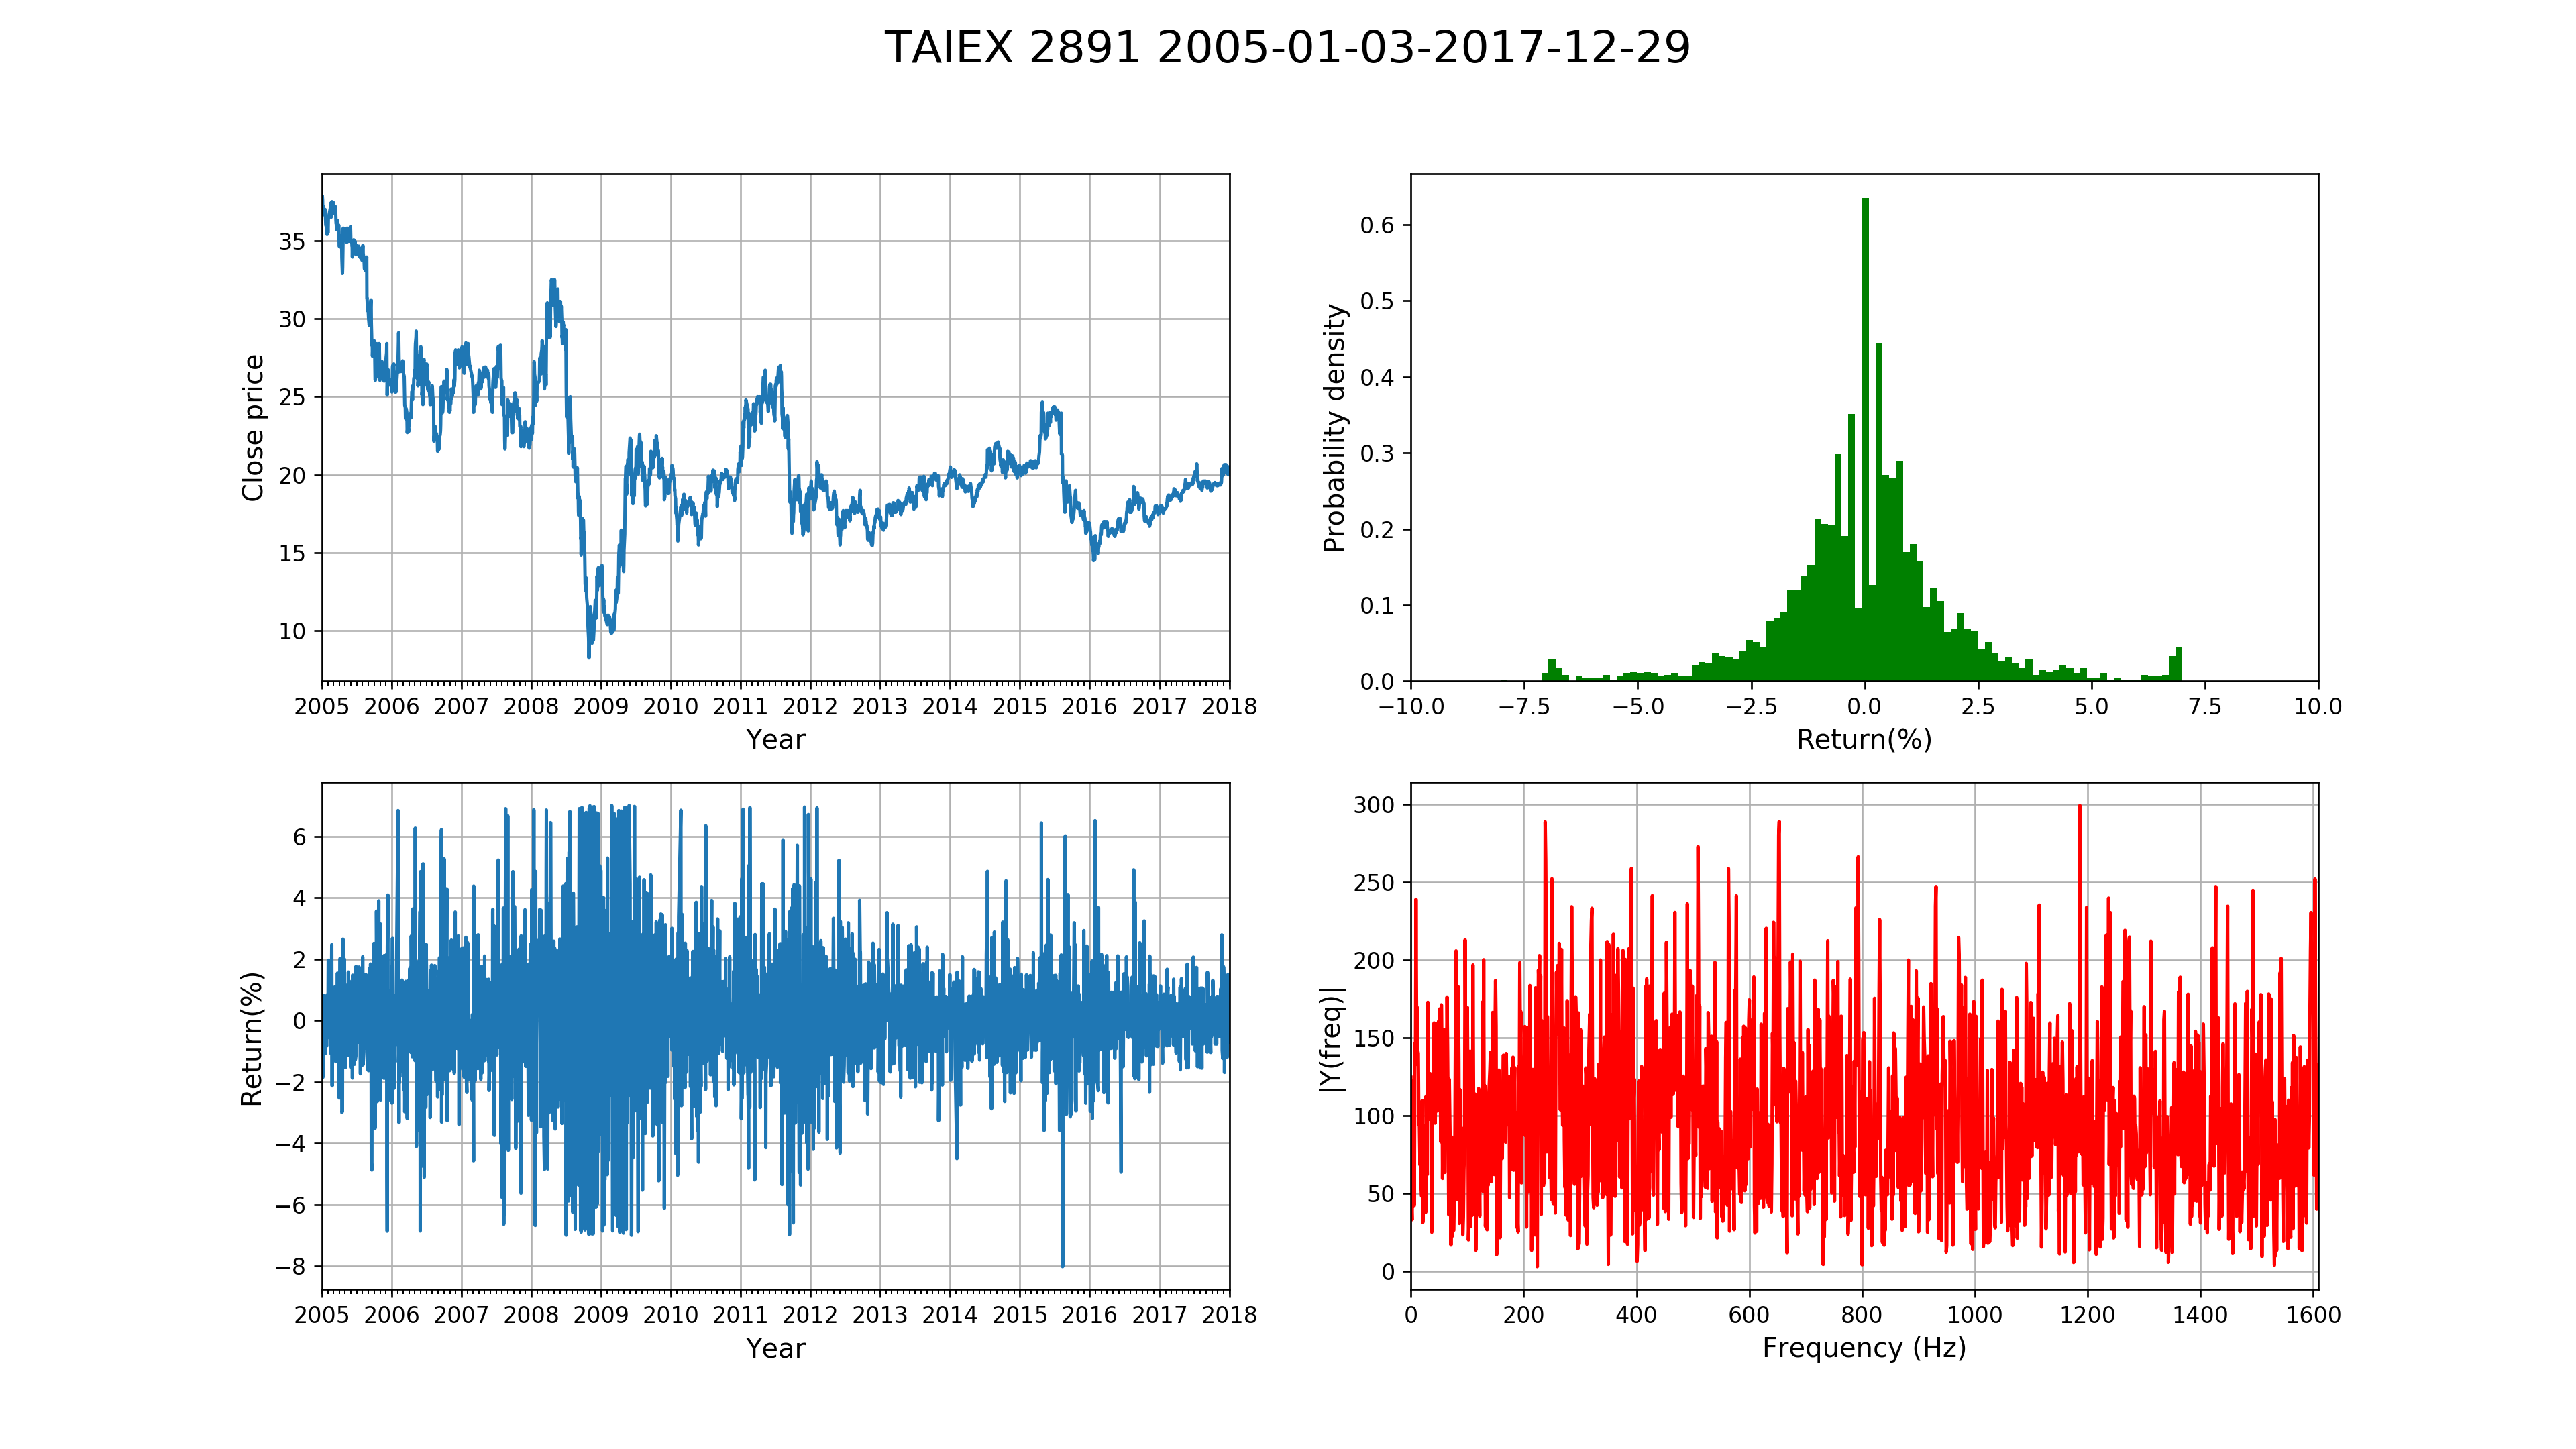 TAIEX 2891 2005-01-03-2017-12-29
Close price
35
30
25
20
15
10
2005 2006 2007 2008 2009 2010 2011 2012 2013 2014 2015 2016 2017 2018
Year
Probability density
0.6
0.5
0.4
0.3
0.2
0.1
0.0
−10.0 −7.5 −5.0 −2.5 0.0 2.5 5.0 7.5 10.0
Return(%)
Return(%)
6
4
2
0
−2
−4
−6
−8
2005 2006 2007 2008 2009 2010 2011 2012 2013 2014 2015 2016 2017 2018
Year
|Y(freq)|
300
250
200
150
100
50
0
0 200 400 600 800 1000 1200 1400 1600
Frequency (Hz)